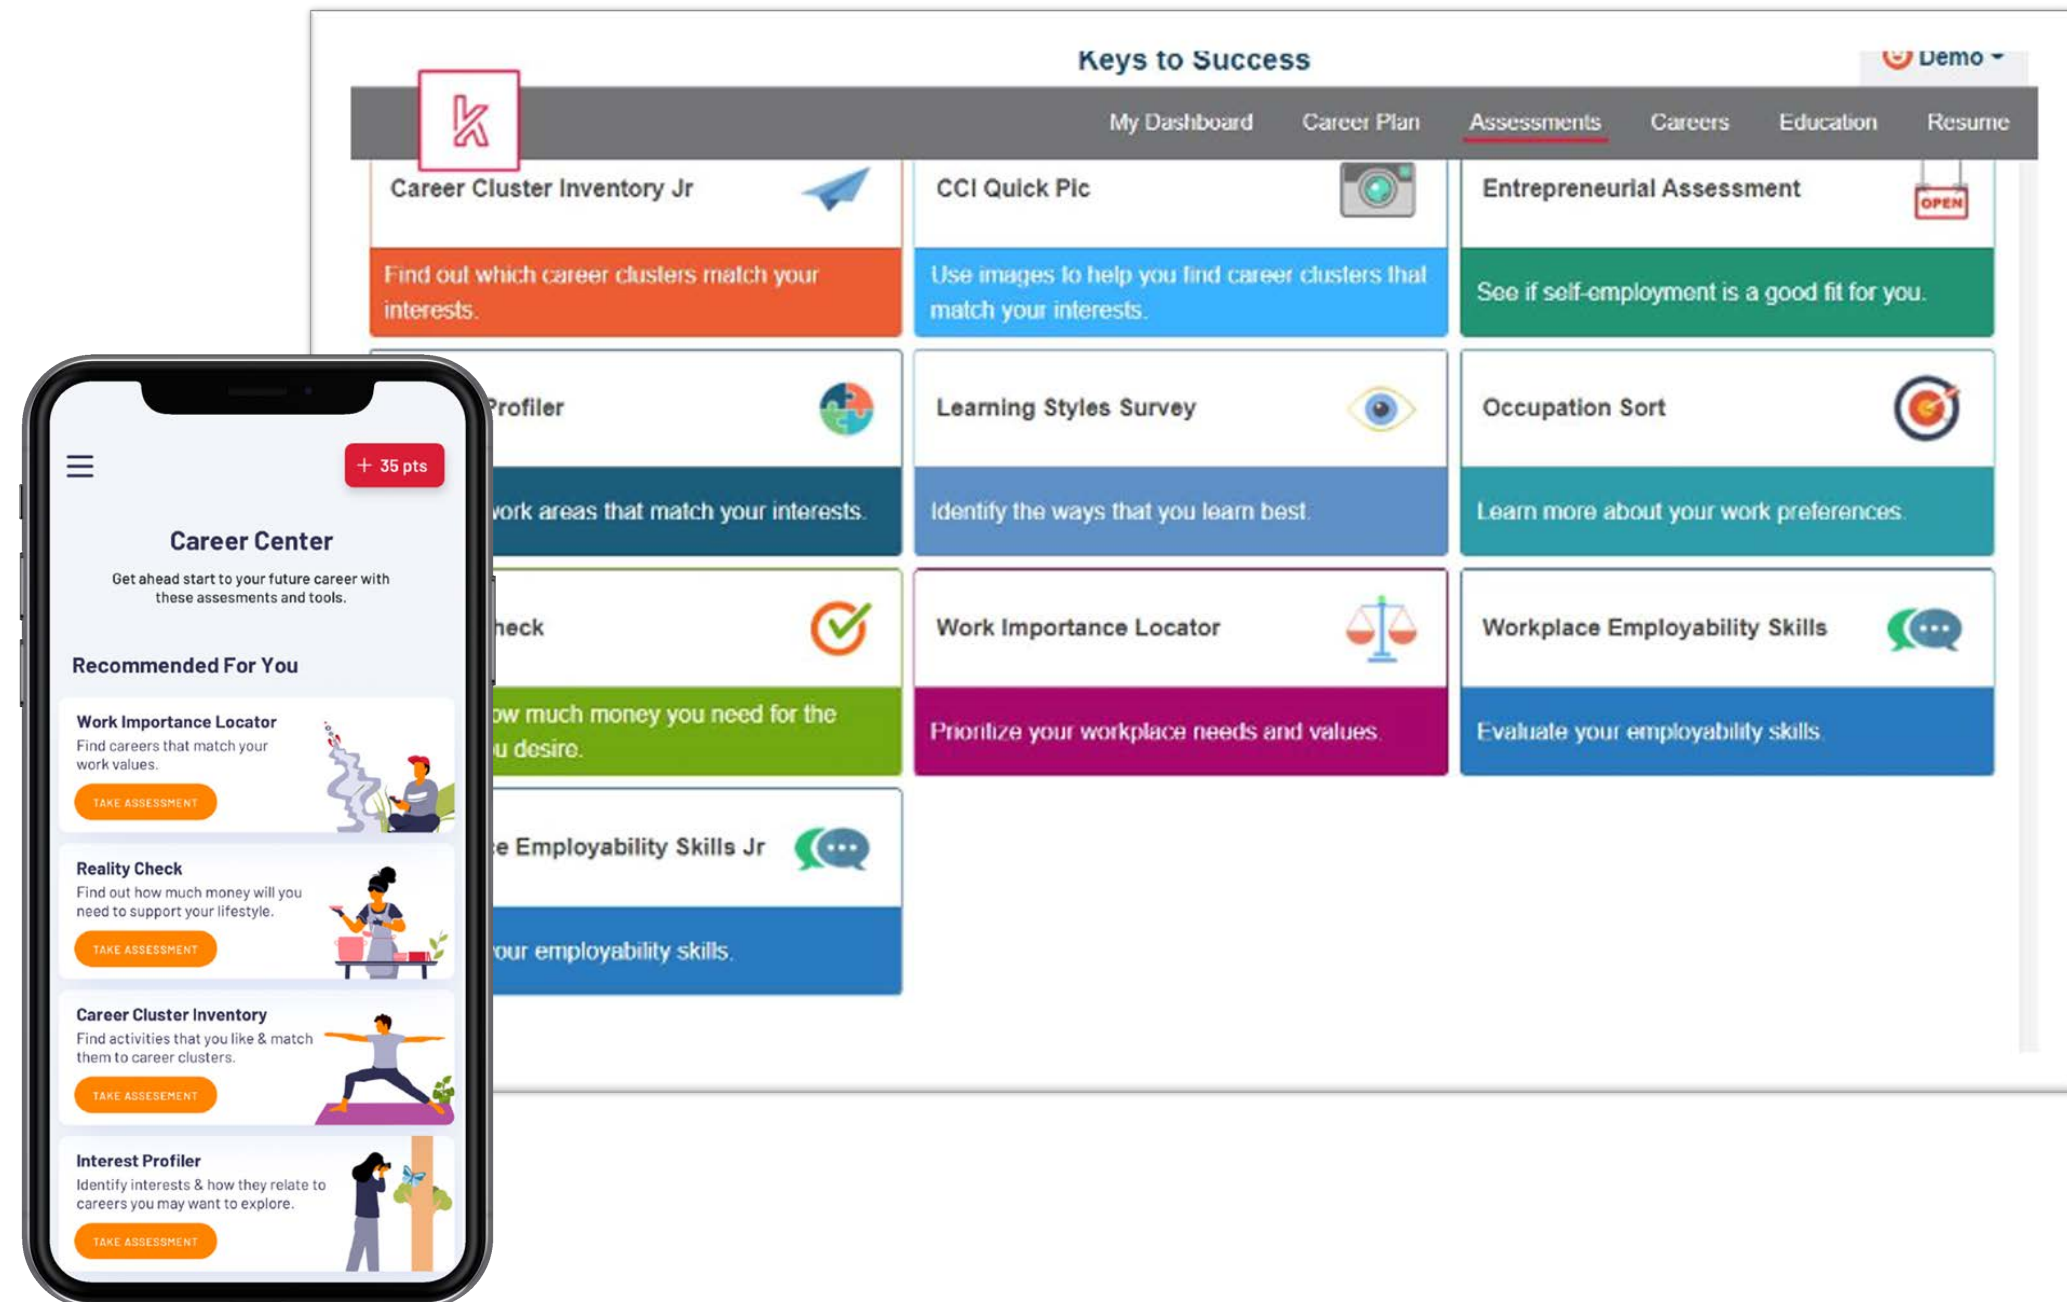 Keys to Success
Demo
My Dashboard Career Plan Assessments Careers Education Resume
Career Cluster Inventory Jr
Find out which career clusters match your
interests.
CCI Quick Pic
Use images to help you find career clusters that
match your interests.
Entrepreneurial Assessment
OPEN
See if self-employment is a good fit for you.
Profiler
work areas that match your interests.
Learning Styles Survey
Identify the ways that you learn best.
Occupation Sort
Learn more about your work preferences.
heck
ow much money you need for the
u desire.
Work Importance Locator
Prioritize your workplace needs and values.
Workplace Employability Skills
Evaluate your employability skills.
e Employability Skills Jr
our employability skills.
+ 35 pts
Career Center
Get ahead start to your future career with
these assesments and tools.
Recommended For You
Work Importance Locator
Find careers that match your
work values.
TAKE ASSESSMENT
Reality Check
Find out how much money will you
need to support your lifestyle.
TAKE ASSESSMENT
Career Cluster Inventory
Find activities that you like & match
them to career clusters.
TAKE ASSESEMENT
Interest Profiler
Identify interests & how they relate to
careers you may want to explore.
TAKE ASSESSMENT